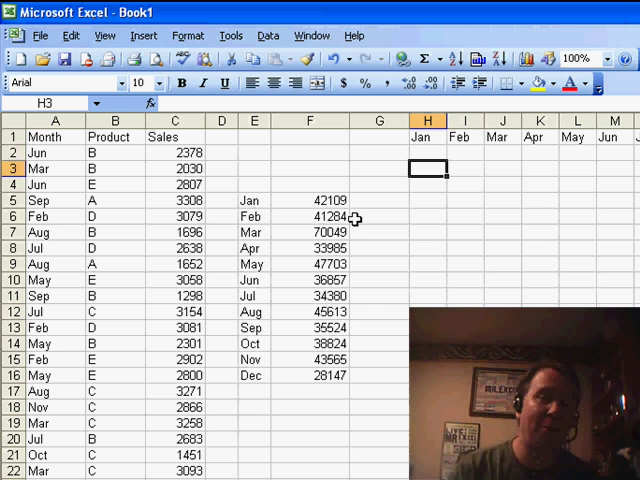 Microsoft Excel - Book1
File Edit View Insert Format Tools Data Window Help
100%
Arial 10 B I U $ % ,
H3 fx
A B C D E F G H I J K L M
1 Month Product Sales Jan Feb Mar Apr May Jun
2 Jun B 2378
3 Mar B 2030
4 Jun E 2807
5 Sep A 3308 Jan 42109
6 Feb D 3079 Feb 41284
7 Aug B 1696 Mar 70049
8 Jul D 2638 Apr 33985
9 Aug A 1652 May 47703
10 May E 3058 Jun 36857
11 Sep B 1298 Jul 34380
12 Jul C 3154 Aug 45613
13 Feb D 3081 Sep 35524
14 May B 2301 Oct 38824
15 Feb E 2902 Nov 43565
16 May E 2800 Dec 28147
17 Aug C 3271
18 Nov C 2866
19 Mar C 3258
20 Jul B 2683
21 Oct C 1451
22 Mar C 3093
MR.EXCEL
LIVE